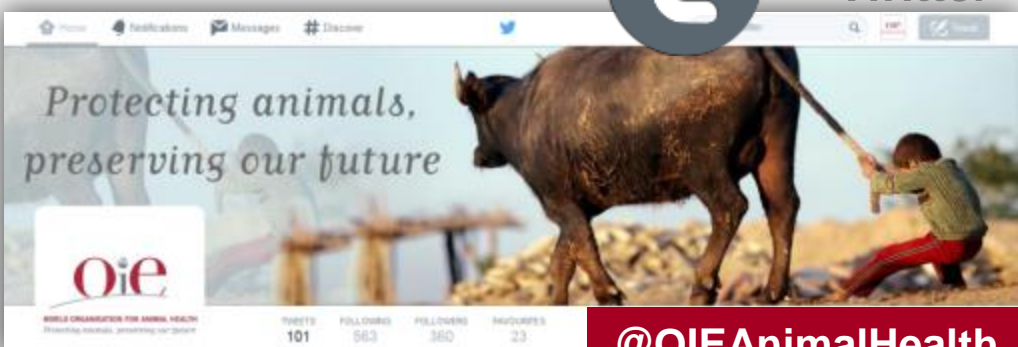 Home Notifications Messages # Discover
Protecting animals,
preserving our future
Oie
WORLD ORGANISATION FOR ANIMAL HEALTH
Protecting animals, preserving our future
TWEETS FOLLOWING FOLLOWERS FAVOURITES
101 563 360 23
@OIEAnimalHealth